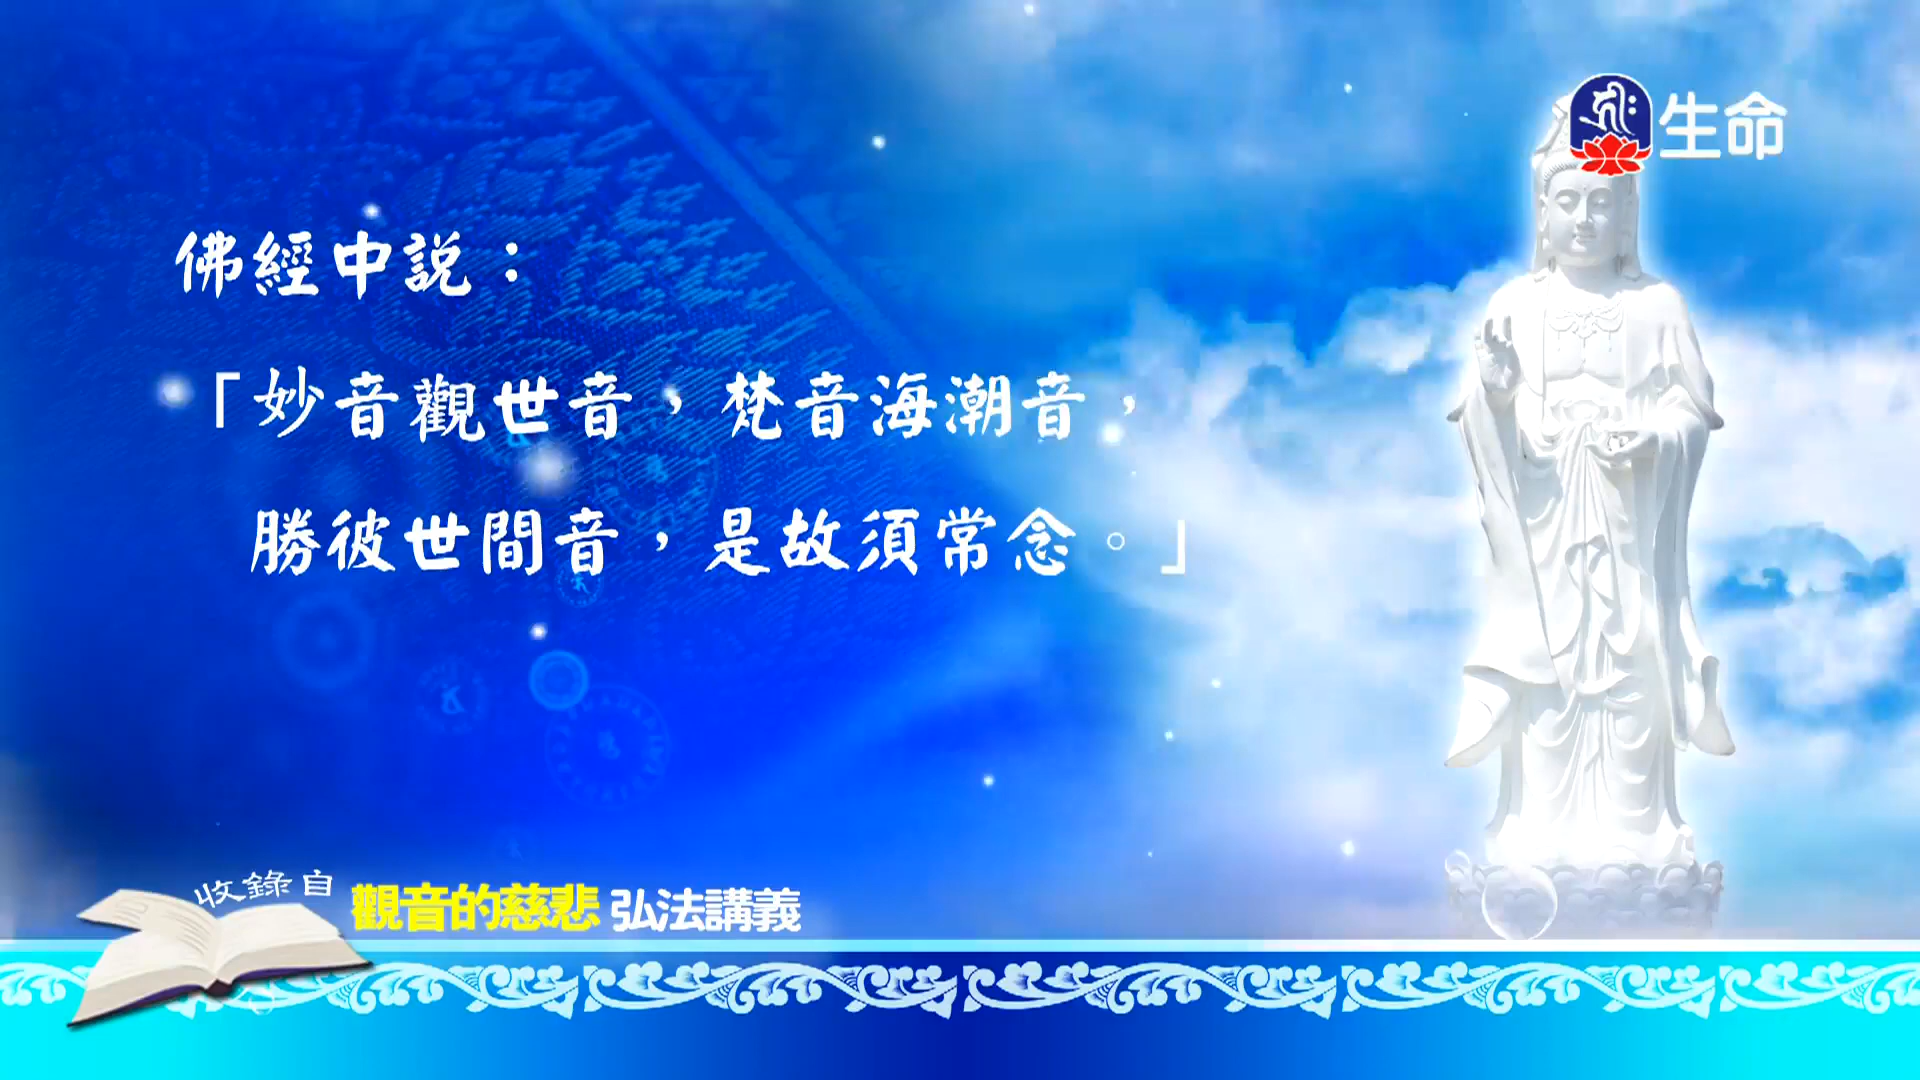 生命
佛經中說：
「妙音觀世音，梵音海潮音，
勝彼世間音，是故須常念。」
收錄自 觀音的慈悲 弘法講義